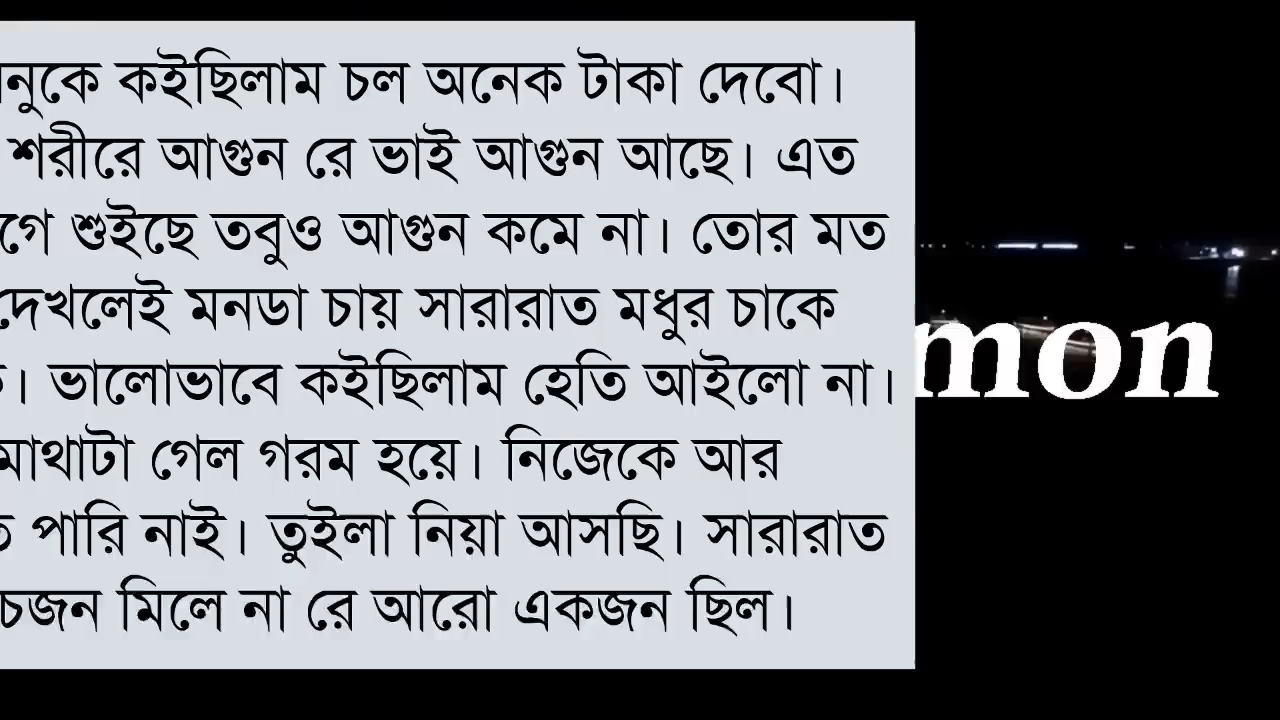 কইছিলাম চল অনেক টাকা দেবো।
শরীরে আগুন রে ভাই আগুন আছে। এত
শুইছে তবুও আগুন কমে না। তোর মত
দেখলেই মনডা চায় সারারাত মধুর চাকে
ভালোভাবে কইছিলাম হেতি আইলো না।
মাথাটা গেল গরম হয়ে। নিজেকে আর
পারি নাই। তুইলা নিয়া আসছি। সারারাত
মিলে না রে আরো একজন ছিল।
mon